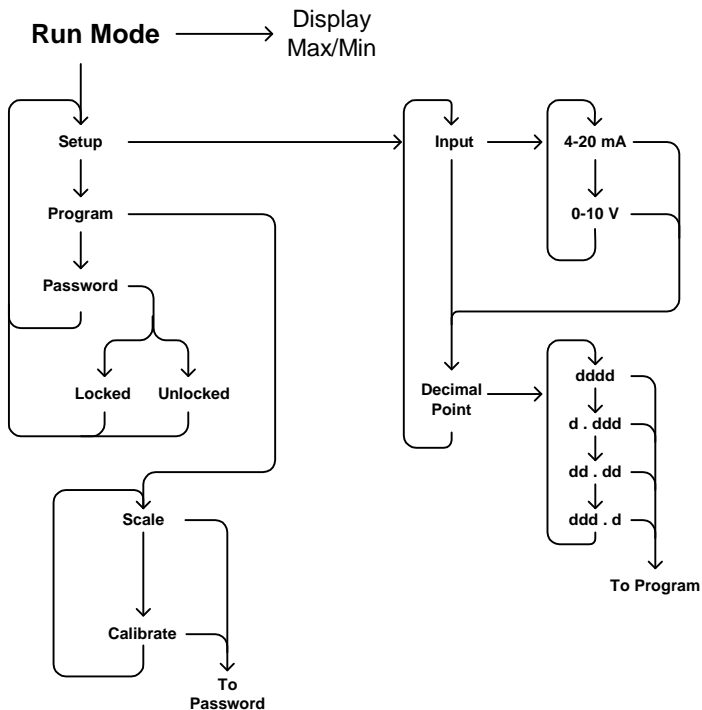 Run Mode
Display
Max/Min
Setup
Input
4-20 mA
Program
0-10 V
Password
Locked
Unlocked
Decimal
Point
dddd
d . ddd
dd . dd
ddd . d
To Program
Scale
Calibrate
To
Password